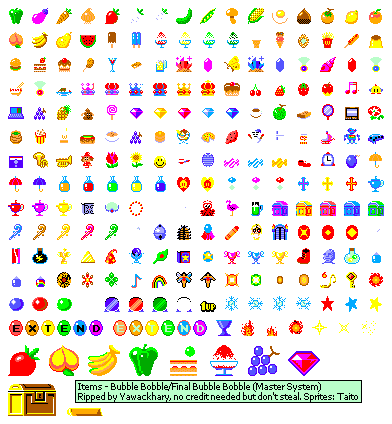 1UP
EXTEND EXTEND
Items - Bubble Bobble/Final Bubble Bobble (Master System)
Ripped by Yawackhary, no credit needed but don't steal. Sprites: Taito